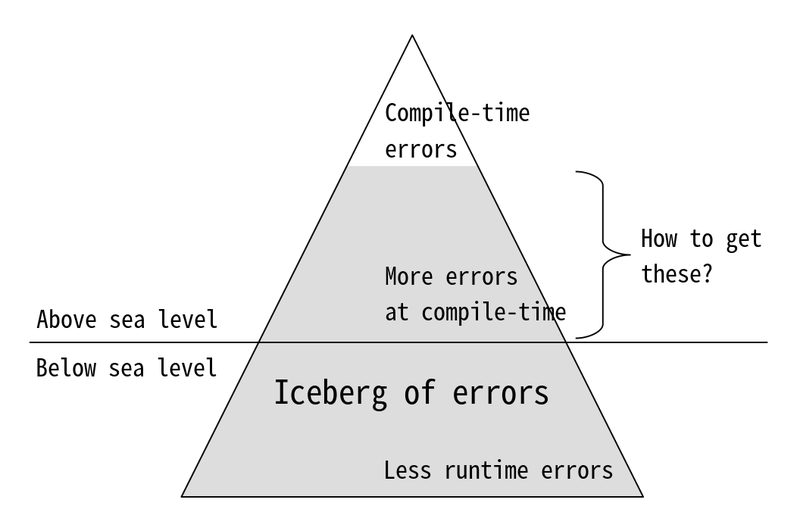 Compile-time
errors
How to get
these?
More errors
at compile-time
Above sea level
Below sea level
Iceberg of errors
Less runtime errors